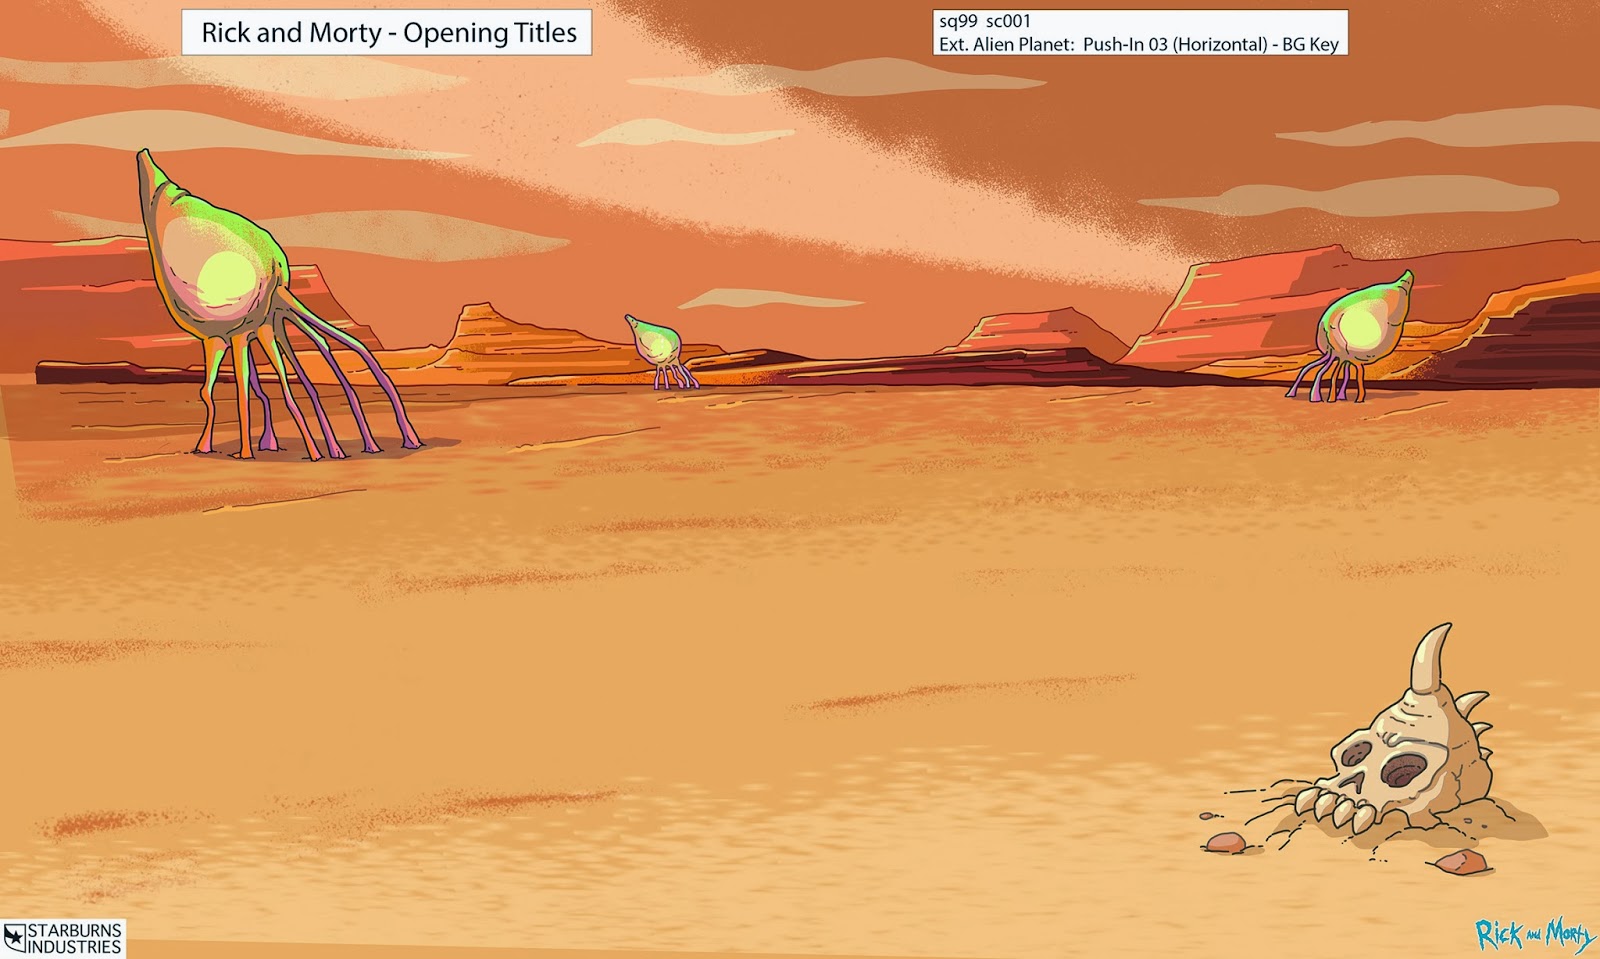 Rick and Morty - Opening Titles
sq99 sc001
Ext. Alien Planet: Push-In 03 (Horizontal) - BG Key
STARBURNS
INDUSTRIES
Rick and Morty